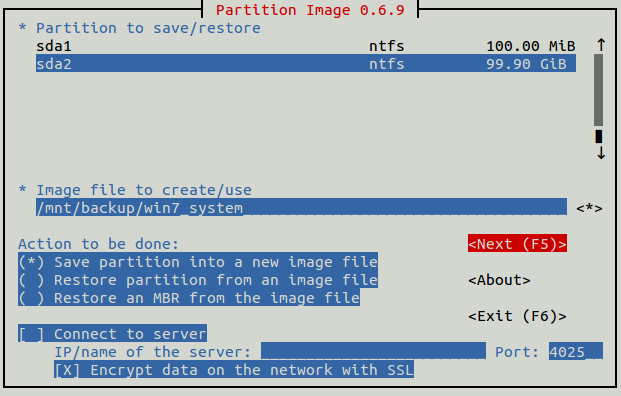 Partition Image 0.6.9
* Partition to save/restore
sda1 ntfs 100.00 MiB ↑
sda2 ntfs 99.90 GiB
↓
* Image file to create/use
/mnt/backup/win7_system____________________________________ <*>
Action to be done: <Next (F5)>
(*) Save partition into a new image file
( ) Restore partition from an image file <About>
( ) Restore an MBR from the image file
<Exit (F6)>
[ ] Connect to server
IP/name of the server: _________________________ Port: 4025__
[X] Encrypt data on the network with SSL